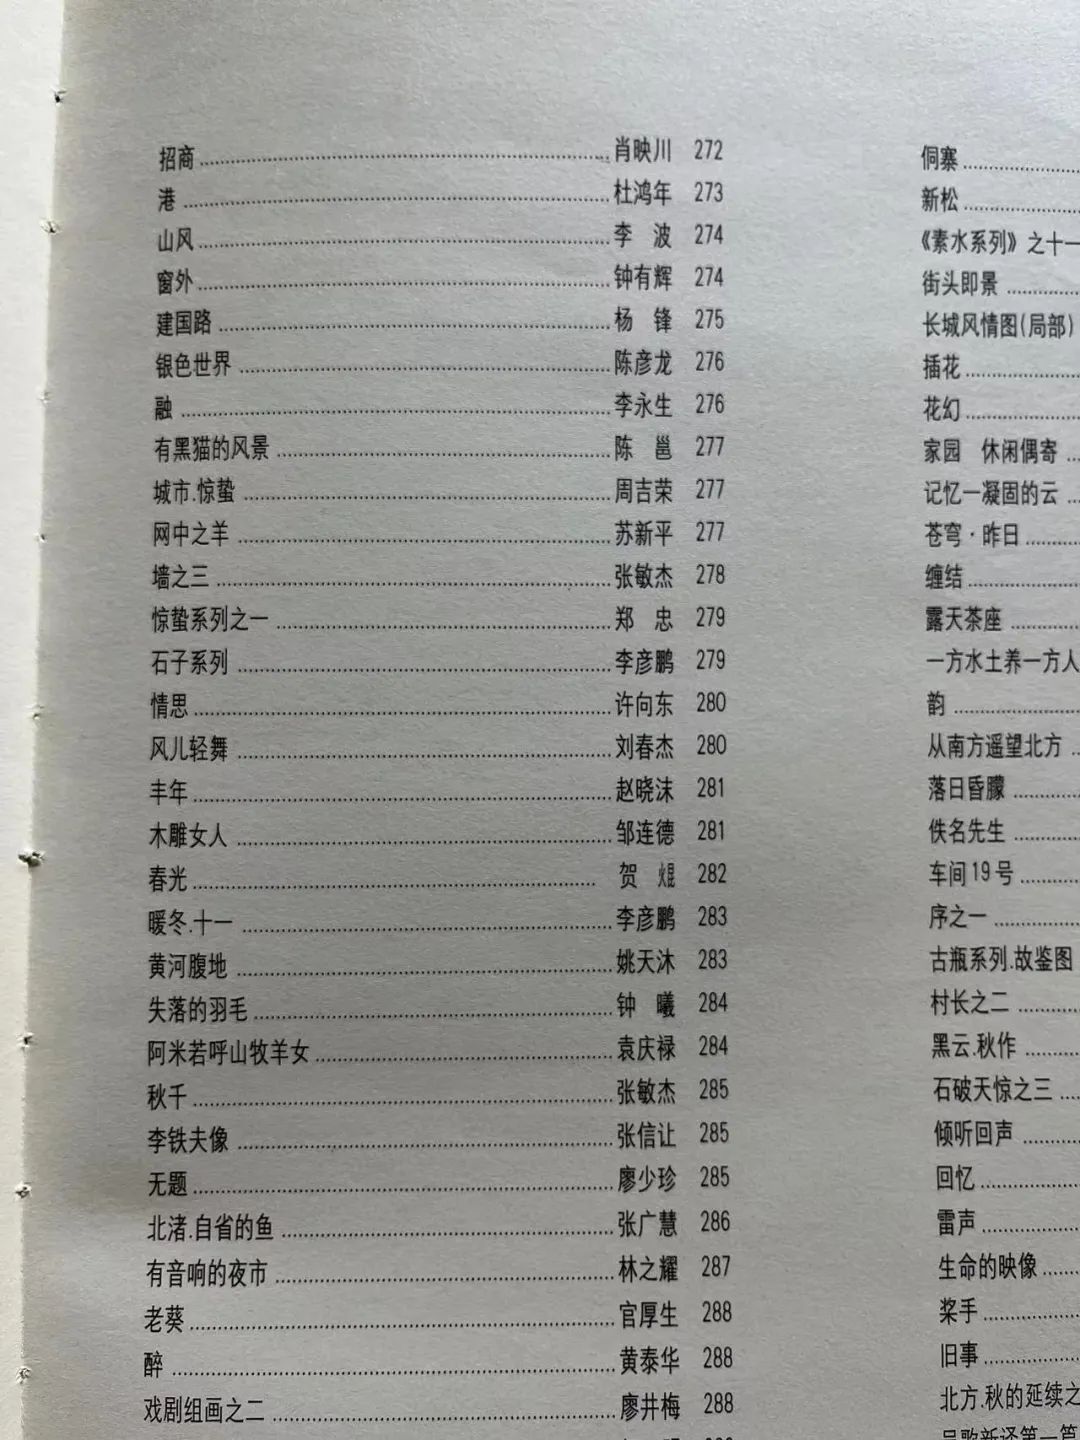 招商 肖映川 272
港 杜鸿年 273
山风 李 波 274
窗外 钟有辉 274
建国路 杨 锋 275
银色世界 陈彦龙 276
融 李永生 276
有黑猫的风景 陈 邕 277
城市.惊蛰 周吉荣 277
网中之羊 苏新平 277
墙之三 张敏杰 278
惊蛰系列之一 郑 忠 279
石子系列 李彦鹏 279
情思 许向东 280
风儿轻舞 刘春杰 280
丰年 赵晓沫 281
木雕女人 邹连德 281
春光 贺 焜 282
暖冬.十一 李彦鹏 283
黄河腹地 姚天沐 283
失落的羽毛 钟 曦 284
阿米若呼山牧羊女 袁庆禄 284
秋千 张敏杰 285
李铁夫像 张信让 285
无题 廖少珍 285
北渚.自省的鱼 张广慧 286
有音响的夜市 林之耀 287
老葵 官厚生 288
醉 黄泰华 288
戏剧组画之二 廖井梅 288
侗寨
新松
《素水系列》之十一
街头即景
长城风情图(局部)
插花
花幻
家园 休闲偶寄
记忆—凝固的云
苍穹·昨日
缠结
露天茶座
一方水土养一方人
韵
从南方遥望北方
落日昏朦
佚名先生
车间19号
序之一
古瓶系列.故鉴图
村长之二
黑云.秋作
石破天惊之三
倾听回声
回忆
雷声
生命的映像
桨手
旧事
北方.秋的延续之